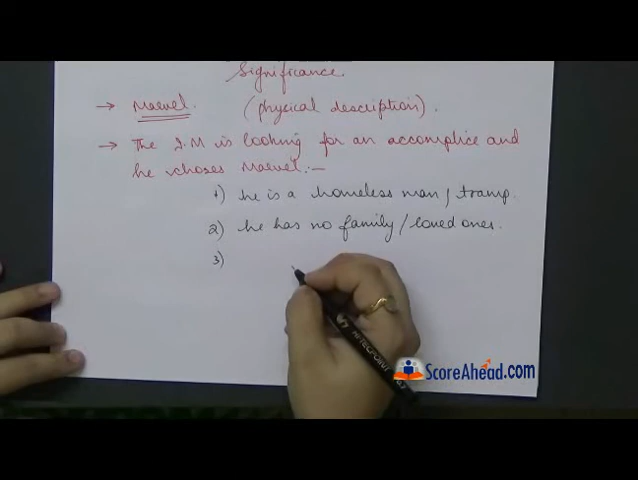 Significance.
→ Marvel. (physical description).
→ The I.M is looking for an accomplice and
he choses Marvel:—
1) he is a homeless man / tramp.
2) he has no family / loved ones.
3)
ScoreAhead.com